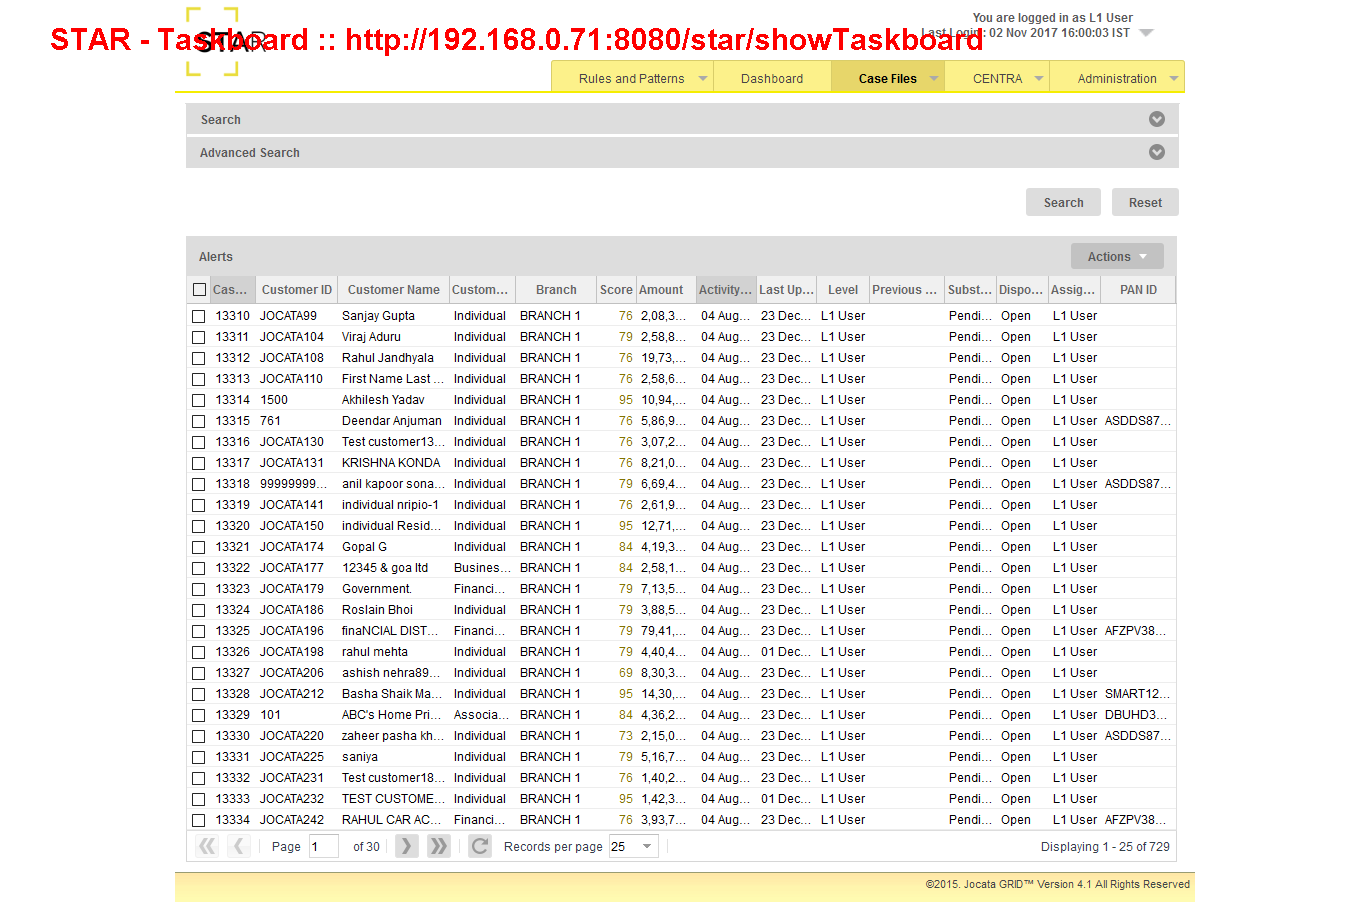 You are logged in as L1 User
STAR
STAR - Taskboard :: http://192.168.0.71:8080/star/showTaskboard
Last Login : 02 Nov 2017 16:00:03 IST
Rules and Patterns Dashboard Case Files CENTRA Administration
Search
Advanced Search
Search Reset
Alerts Actions
Cas... Customer ID Customer Name Custom... Branch Score Amount Activity... Last Up... Level Previous ... Subst... Dispo... Assig... PAN ID
13310 JOCATA99 Sanjay Gupta Individual BRANCH 1 76 2,08,3... 04 Aug... 23 Dec... L1 User Pendi... Open L1 User
13311 JOCATA104 Viraj Aduru Individual BRANCH 1 79 2,58,8... 04 Aug... 23 Dec... L1 User Pendi... Open L1 User
13312 JOCATA108 Rahul Jandhyala Individual BRANCH 1 76 19,73,... 04 Aug... 23 Dec... L1 User Pendi... Open L1 User
13313 JOCATA110 First Name Last ... Individual BRANCH 1 76 2,58,6... 04 Aug... 23 Dec... L1 User Pendi... Open L1 User
13314 1500 Akhilesh Yadav Individual BRANCH 1 95 10,94,... 04 Aug... 23 Dec... L1 User Pendi... Open L1 User
13315 761 Deendar Anjuman Individual BRANCH 1 76 5,86,9... 04 Aug... 23 Dec... L1 User Pendi... Open L1 User ASDDS87...
13316 JOCATA130 Test customer13... Individual BRANCH 1 76 3,07,2... 04 Aug... 23 Dec... L1 User Pendi... Open L1 User
13317 JOCATA131 KRISHNA KONDA Individual BRANCH 1 76 8,21,0... 04 Aug... 23 Dec... L1 User Pendi... Open L1 User
13318 99999999... anil kapoor sona... Individual BRANCH 1 79 6,69,4... 04 Aug... 23 Dec... L1 User Pendi... Open L1 User ASDDS87...
13319 JOCATA141 individual nripio-1 Individual BRANCH 1 76 2,61,9... 04 Aug... 23 Dec... L1 User Pendi... Open L1 User
13320 JOCATA150 individual Resid... Individual BRANCH 1 95 12,71,... 04 Aug... 23 Dec... L1 User Pendi... Open L1 User
13321 JOCATA174 Gopal G Individual BRANCH 1 84 4,19,3... 04 Aug... 23 Dec... L1 User Pendi... Open L1 User
13322 JOCATA177 12345 & goa ltd Busines... BRANCH 1 84 2,58,1... 04 Aug... 23 Dec... L1 User Pendi... Open L1 User
13323 JOCATA179 Government. Financi... BRANCH 1 79 7,13,5... 04 Aug... 23 Dec... L1 User Pendi... Open L1 User
13324 JOCATA186 Roslain Bhoi Individual BRANCH 1 79 3,88,5... 04 Aug... 23 Dec... L1 User Pendi... Open L1 User
13325 JOCATA196 finaNCIAL DIST... Financi... BRANCH 1 79 79,41,... 04 Aug... 23 Dec... L1 User Pendi... Open L1 User AFZPV38...
13326 JOCATA198 rahul mehta Individual BRANCH 1 79 4,40,4... 04 Aug... 01 Dec... L1 User Pendi... Open L1 User
13327 JOCATA206 ashish nehra89... Individual BRANCH 1 69 8,30,3... 04 Aug... 23 Dec... L1 User Pendi... Open L1 User
13328 JOCATA212 Basha Shaik Ma... Individual BRANCH 1 95 14,30,... 04 Aug... 23 Dec... L1 User Pendi... Open L1 User SMART12...
13329 101 ABC's Home Pri... Associa... BRANCH 1 84 4,36,2... 04 Aug... 23 Dec... L1 User Pendi... Open L1 User DBUHD3...
13330 JOCATA220 zaheer pasha kh... Individual BRANCH 1 73 2,15,0... 04 Aug... 23 Dec... L1 User Pendi... Open L1 User ASDDS87...
13331 JOCATA225 saniya Individual BRANCH 1 79 5,16,7... 04 Aug... 23 Dec... L1 User Pendi... Open L1 User
13332 JOCATA231 Test customer18... Individual BRANCH 1 76 1,40,2... 04 Aug... 23 Dec... L1 User Pendi... Open L1 User
13333 JOCATA232 TEST CUSTOME... Individual BRANCH 1 95 1,42,3... 04 Aug... 01 Dec... L1 User Pendi... Open L1 User
13334 JOCATA242 RAHUL CAR AC... Financi... BRANCH 1 76 3,93,7... 04 Aug... 23 Dec... L1 User Pendi... Open L1 User AFZPV38...
Page 1 of 30 Records per page 25 Displaying 1 - 25 of 729
©2015. Jocata GRID™ Version 4.1 All Rights Reserved